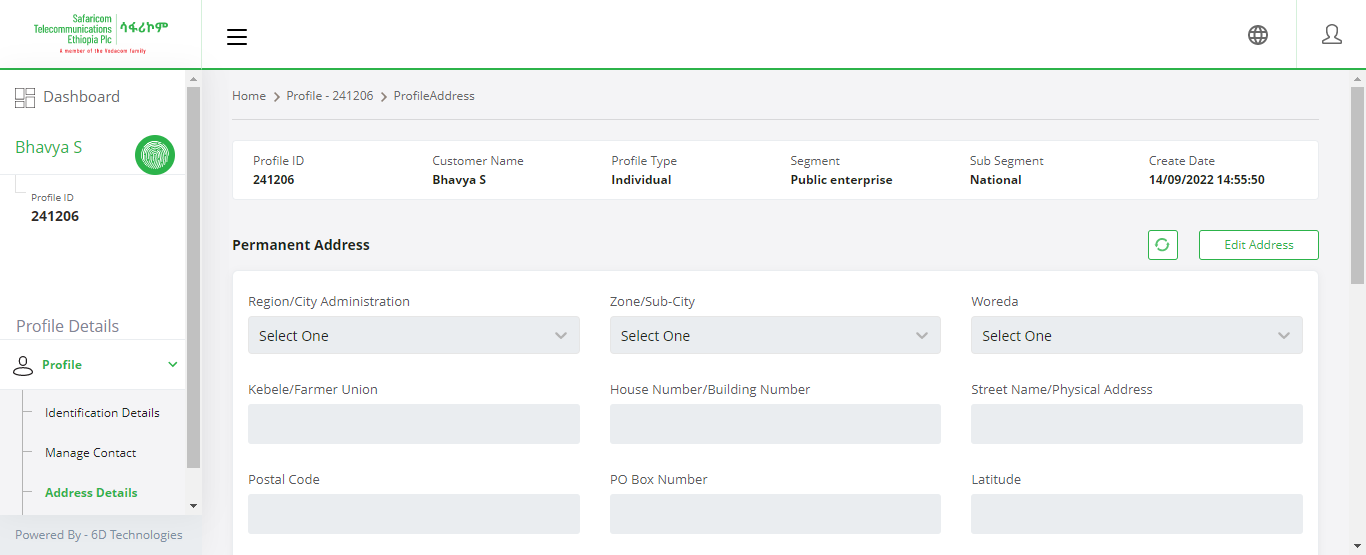 Safaricom
Telecommunications
Ethiopia Plc
ሳፋሪኮም
A member of the Vodacom family
Dashboard
Bhavya S
Profile ID
241206
Profile Details
Profile
Identification Details
Manage Contact
Address Details
Powered By - 6D Technologies
Home > Profile - 241206 > ProfileAddress
Profile ID Customer Name Profile Type Segment Sub Segment Create Date
241206 Bhavya S Individual Public enterprise National 14/09/2022 14:55:50
Permanent Address
Edit Address
Region/City Administration Zone/Sub-City Woreda
Select One Select One Select One
Kebele/Farmer Union House Number/Building Number Street Name/Physical Address
Postal Code PO Box Number Latitude